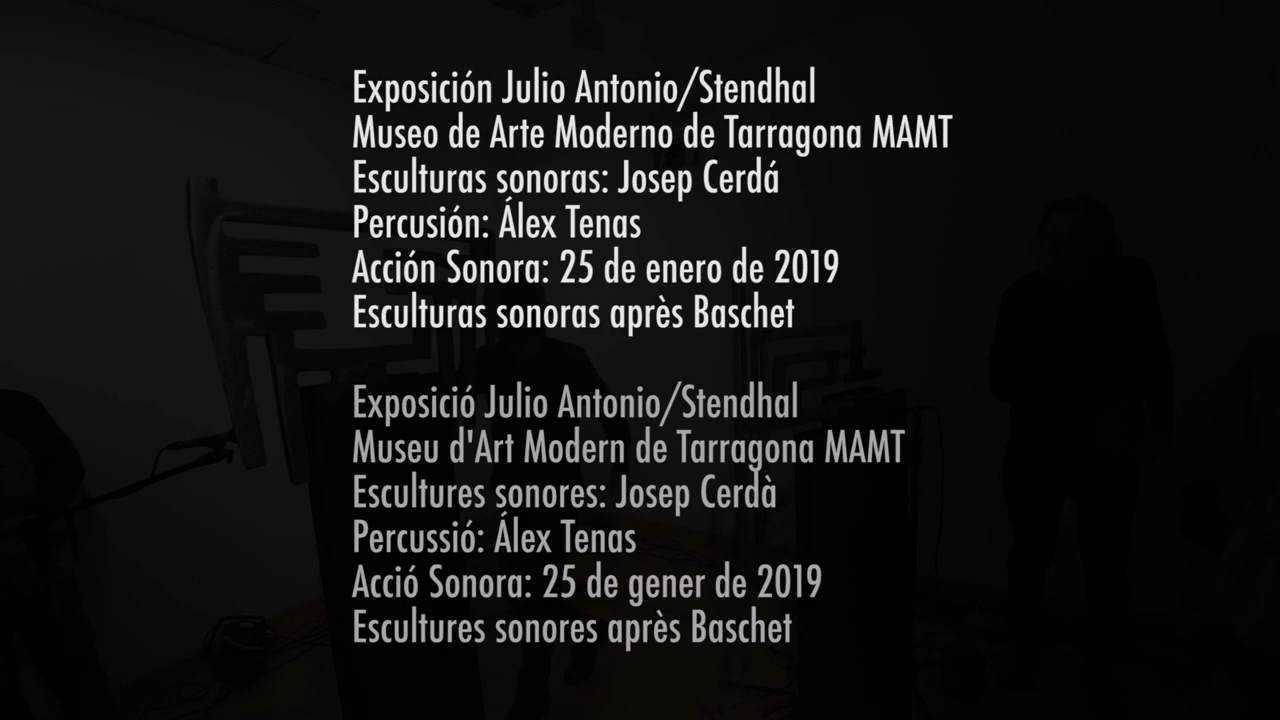 Exposición Julio Antonio/Stendhal
Museo de Arte Moderno de Tarragona MAMT
Esculturas sonoras: Josep Cerdá
Percusión: Álex Tenas
Acción Sonora: 25 de enero de 2019
Esculturas sonoras après Baschet
Exposició Julio Antonio/Stendhal
Museu d'Art Modern de Tarragona MAMT
Escultures sonores: Josep Cerdà
Percussió: Álex Tenas
Acció Sonora: 25 de gener de 2019
Escultures sonores après Baschet